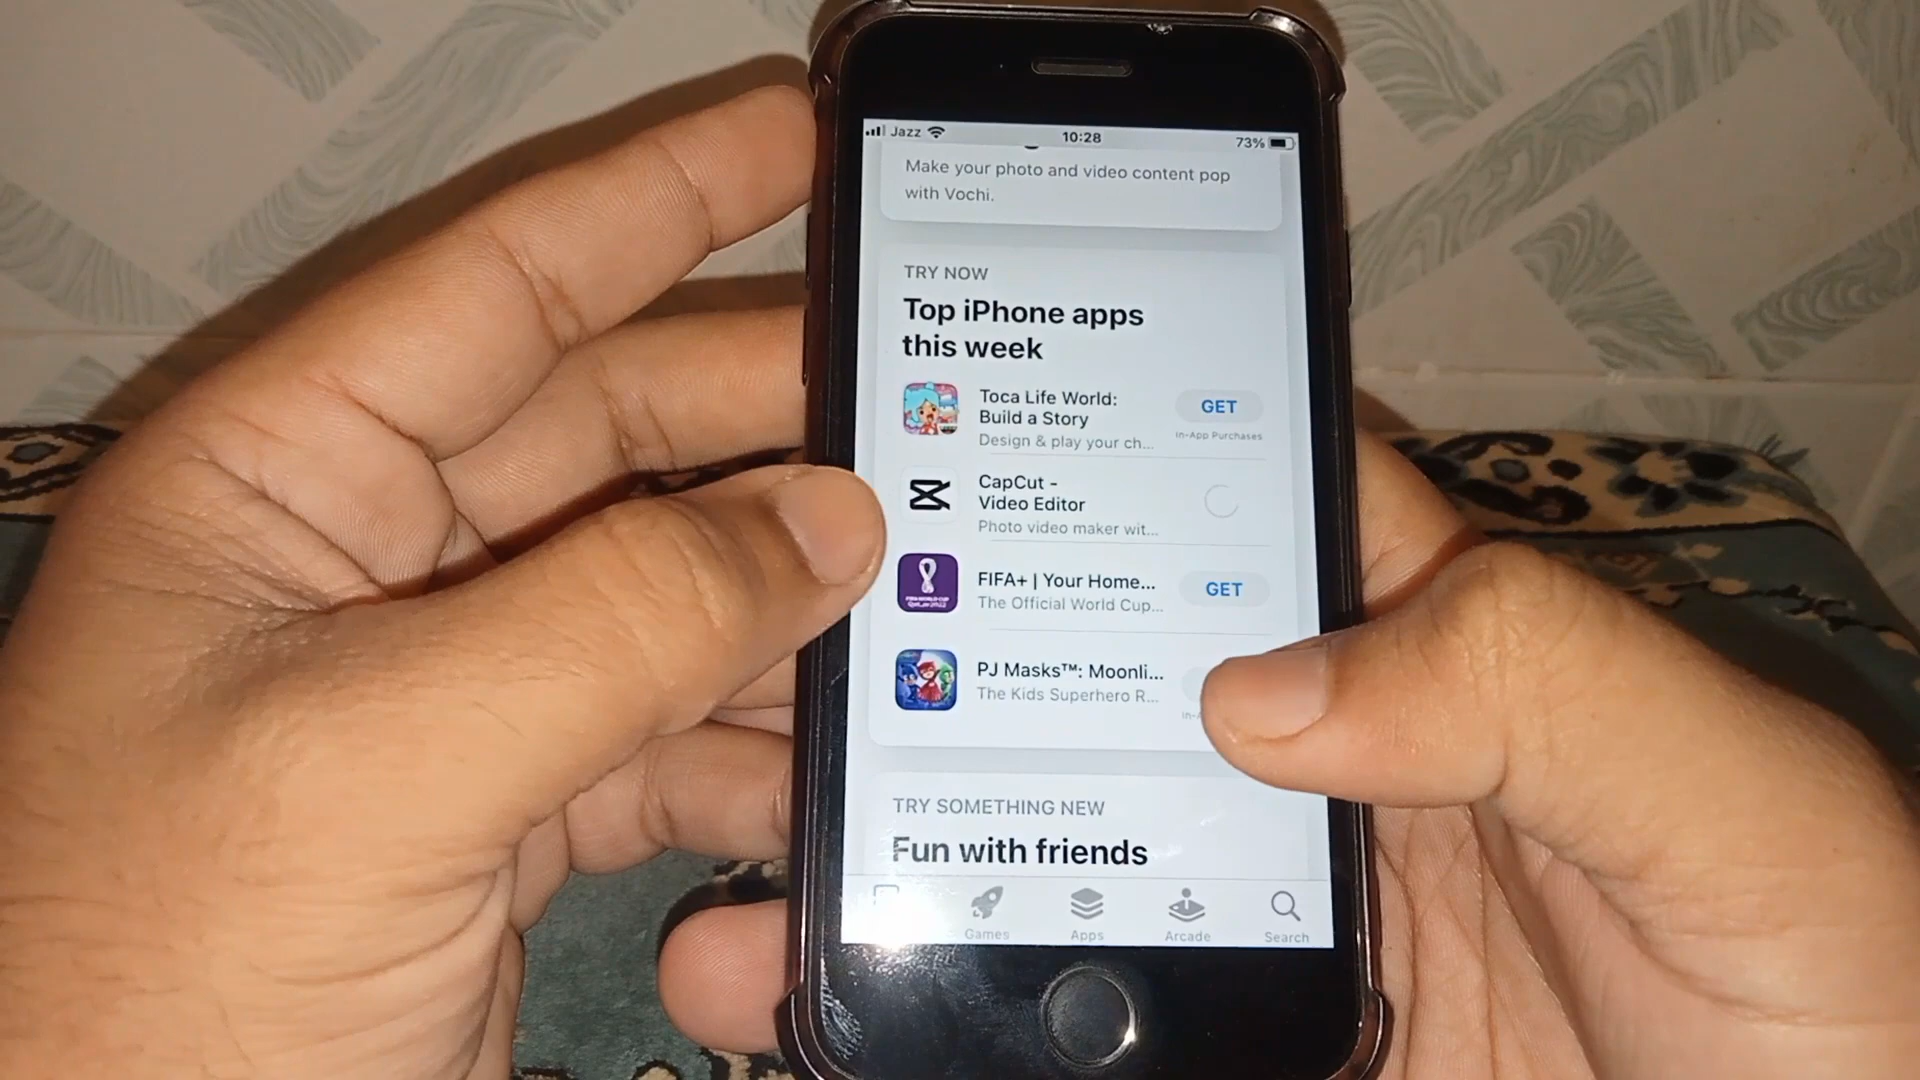 Jazz 10:28 73%
Make your photo and video content pop
with Vochi.
TRY NOW
Top iPhone apps
this week
Toca Life World:
Build a Story
Design & play your ch...
GET
In-App Purchases
CapCut -
Video Editor
Photo video maker wit...
FIFA+ | Your Home...
The Official World Cup...
GET
PJ Masks™: Moonli...
The Kids Superhero R...
TRY SOMETHING NEW
Fun with friends
Games Apps Arcade Search